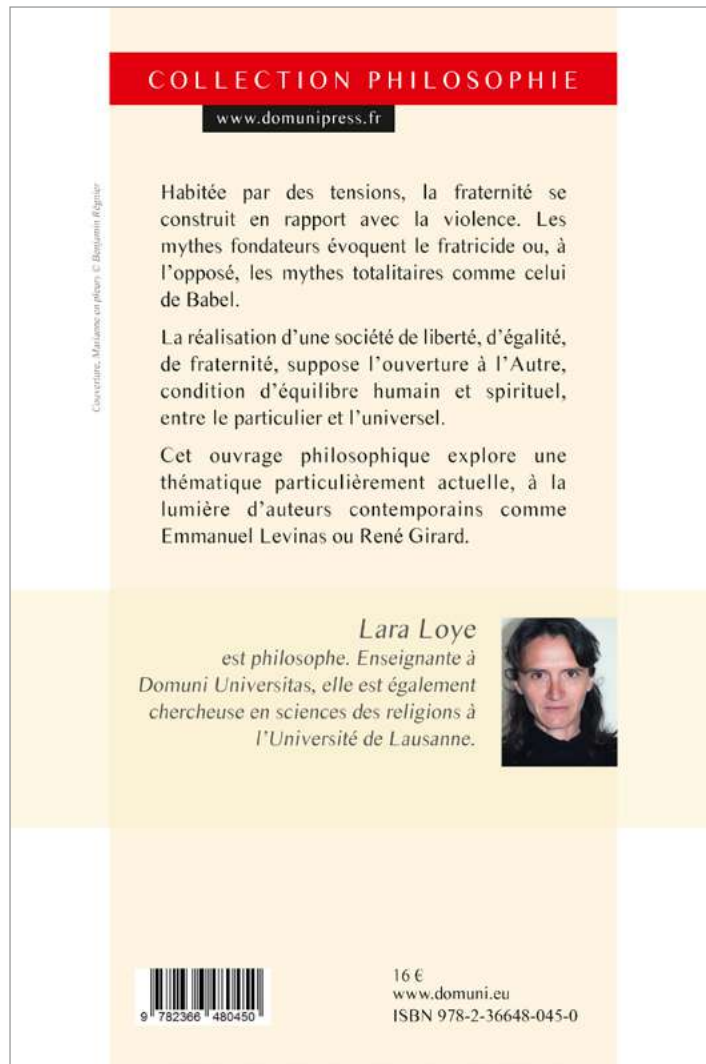 COLLECTION PHILOSOPHIE
www.domunipress.fr
Couverture, Marianne en pleurs © Benjamin Régnier
Habitée par des tensions, la fraternité se
construit en rapport avec la violence. Les
mythes fondateurs évoquent le fratricide ou, à
l’opposé, les mythes totalitaires comme celui
de Babel.
La réalisation d’une société de liberté, d’égalité,
de fraternité, suppose l’ouverture à l’Autre,
condition d’équilibre humain et spirituel,
entre le particulier et l’universel.
Cet ouvrage philosophique explore une
thématique particulièrement actuelle, à la
lumière d’auteurs contemporains comme
Emmanuel Levinas ou René Girard.
Lara Loye
est philosophe. Enseignante à
Domuni Universitas, elle est également
chercheuse en sciences des religions à
l’Université de Lausanne.
9 782366 480450
16 €
www.domuni.eu
ISBN 978-2-36648-045-0